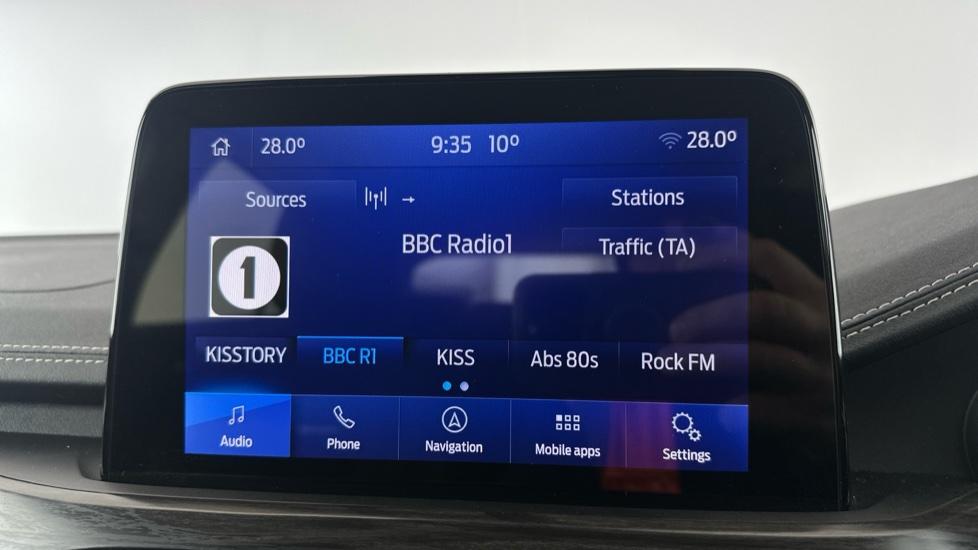 28.0° 9:35 10° 28.0°
Sources Stations
BBC Radio1 Traffic (TA)
1
KISSTORY BBC R1 KISS Abs 80s Rock FM
Audio Phone Navigation Mobile apps Settings